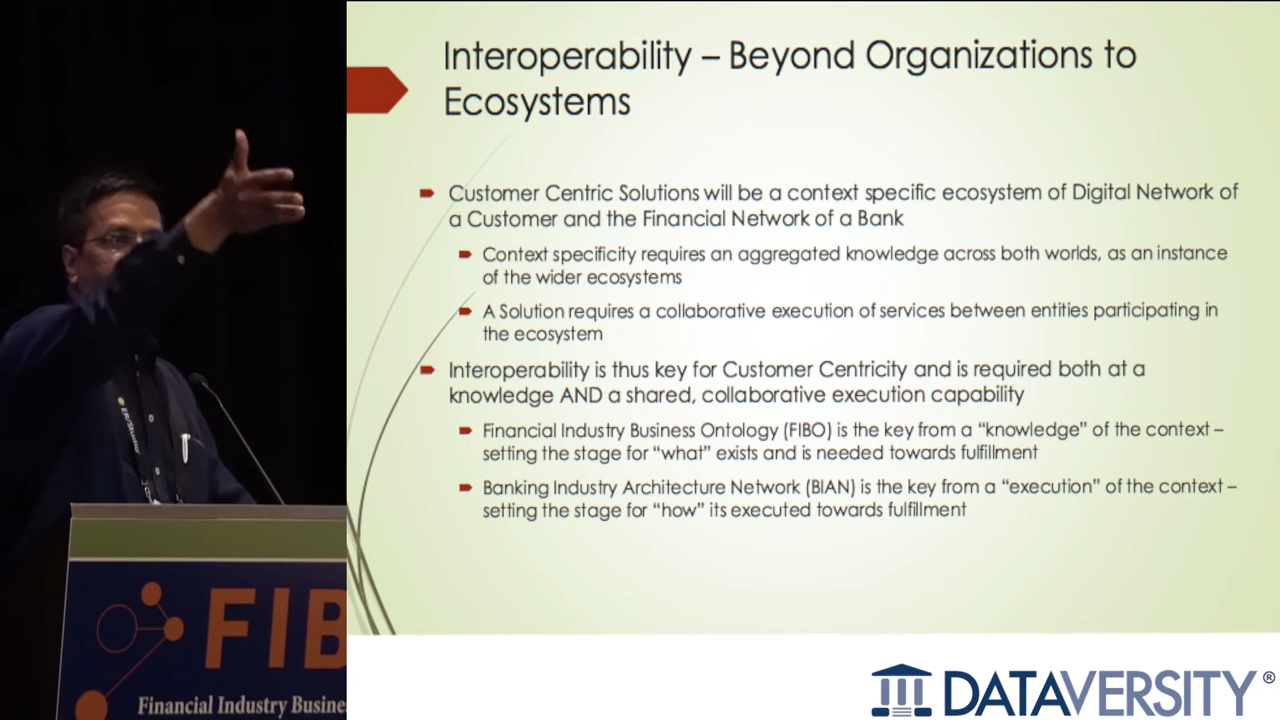 Interoperability – Beyond Organizations to
Ecosystems
Customer Centric Solutions will be a context specific ecosystem of Digital Network of
a Customer and the Financial Network of a Bank
Context specificity requires an aggregated knowledge across both worlds, as an instance
of the wider ecosystems
A Solution requires a collaborative execution of services between entities participating in
the ecosystem
Interoperability is thus key for Customer Centricity and is required both at a
knowledge AND a shared, collaborative execution capability
Financial Industry Business Ontology (FIBO) is the key from a “knowledge” of the context –
setting the stage for “what” exists and is needed towards fulfillment
Banking Industry Architecture Network (BIAN) is the key from a “execution” of the context –
setting the stage for “how” its executed towards fulfillment
ER/Studio
FIB
Financial Industry Busine
DATAVERSITY®